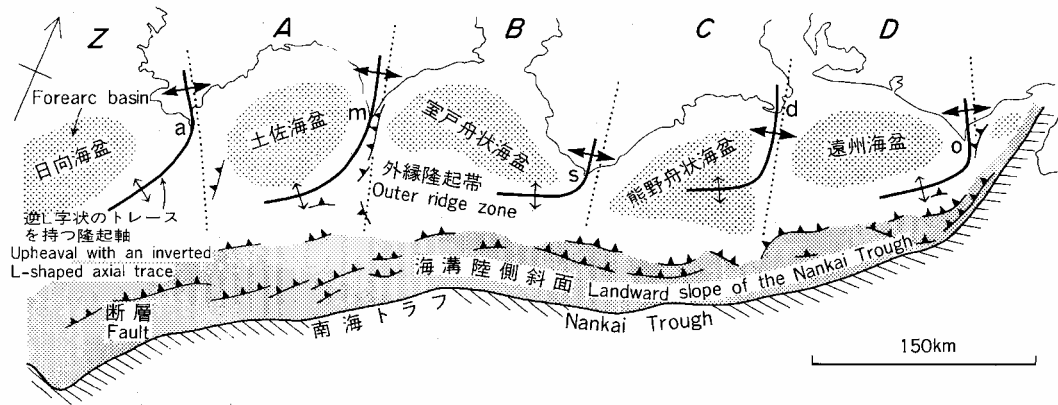 Z
A
B
C
D
Forearc basin
日向海盆
a
土佐海盆
m
室戸舟状海盆
s
外縁隆起帯
Outer ridge zone
熊野舟状海盆
d
遠州海盆
o
逆L字状のトレース
を持つ隆起軸
Upheaval with an inverted
L-shaped axial trace
断層
Fault
海溝陸側斜面
Landward slope of the Nankai Trough
南海トラフ
Nankai Trough
150km